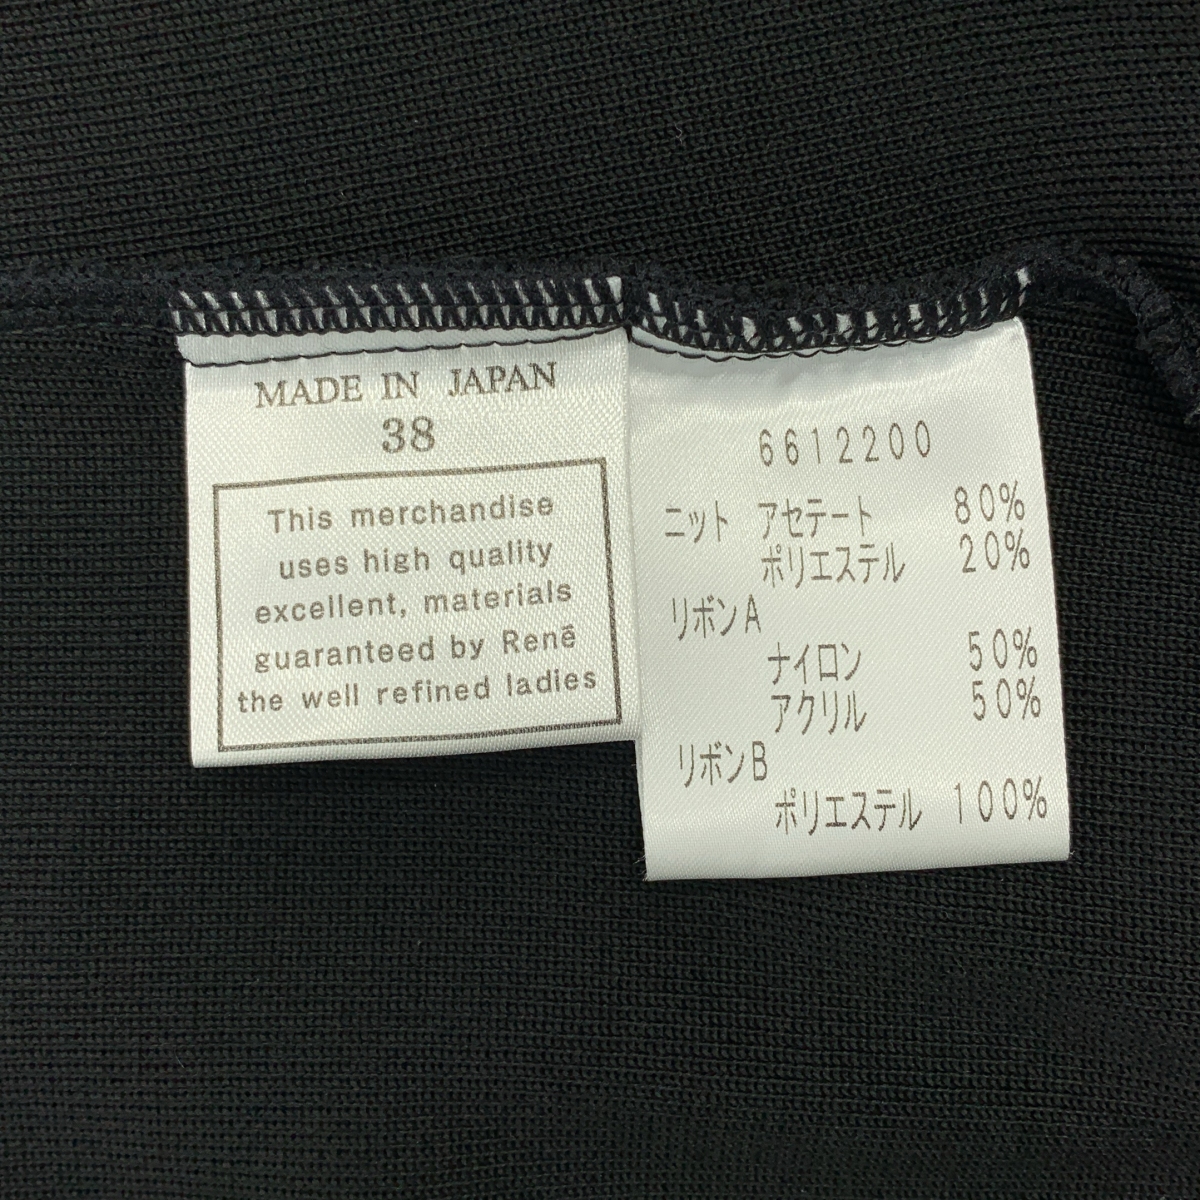 MADE IN JAPAN
38
This merchandise
uses high quality
excellent, materials
guaranteed by René
the well refined ladies
6612200
ニット アセテート 80%
ポリエステル 20%
リボンA
ナイロン 50%
アクリル 50%
リボンB
ポリエステル 100%